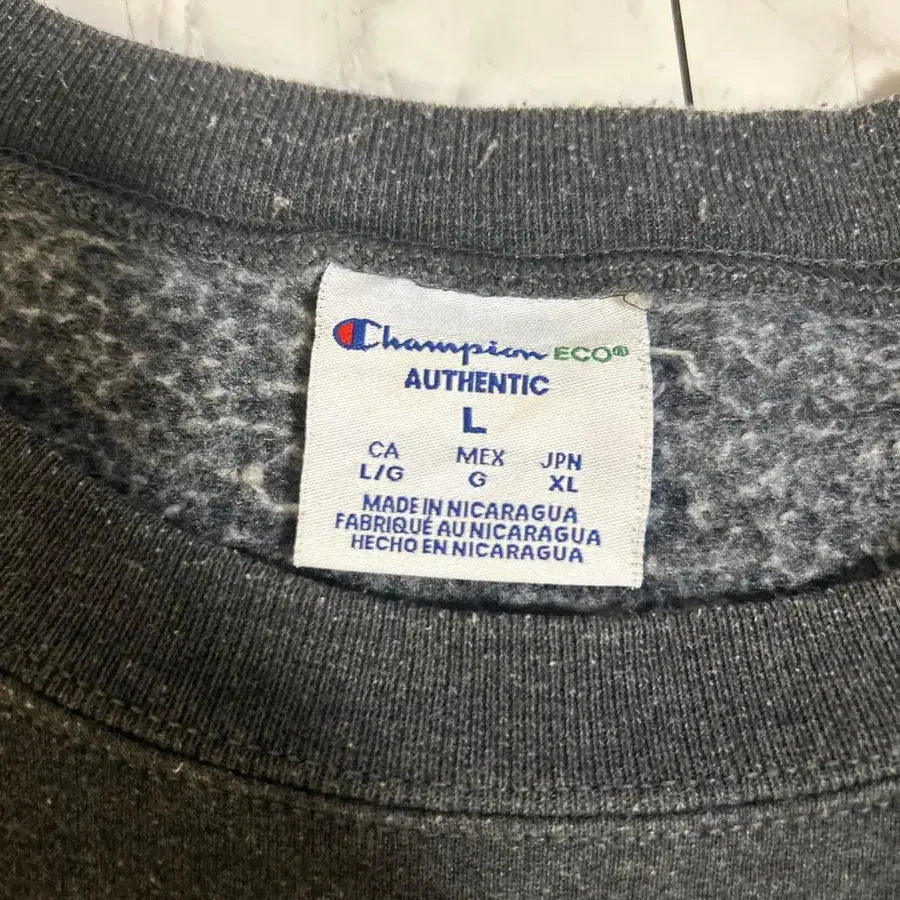 Champion ECO®
AUTHENTIC
L
CA MEX JPN
L/G G XL
MADE IN NICARAGUA
FABRIQUÉ AU NICARAGUA
HECHO EN NICARAGUA